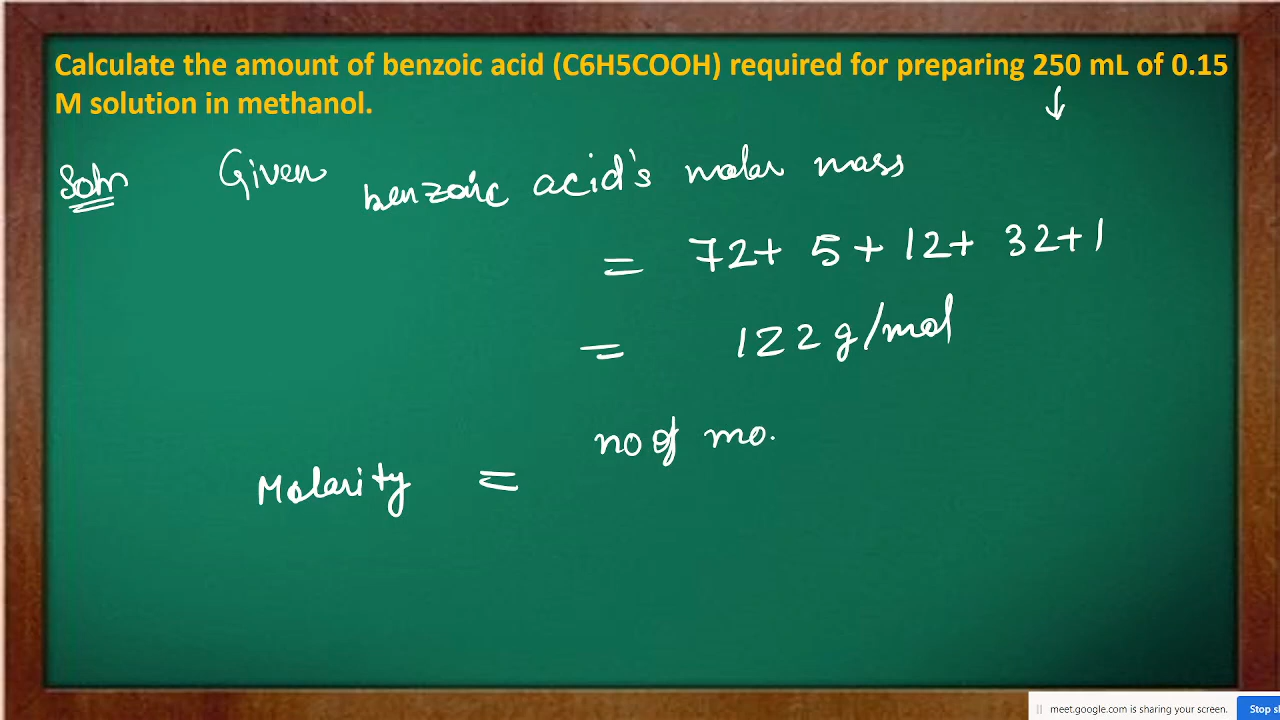 Calculate the amount of benzoic acid (C6H5COOH) required for preparing 250 mL of 0.15
M solution in methanol.
Soln Given benzoic acid's molar mass
= 72+ 5+12+ 32+1
= 122 g/mol
no of mo.
Molarity =
meet.google.com is sharing your screen.
Stop s